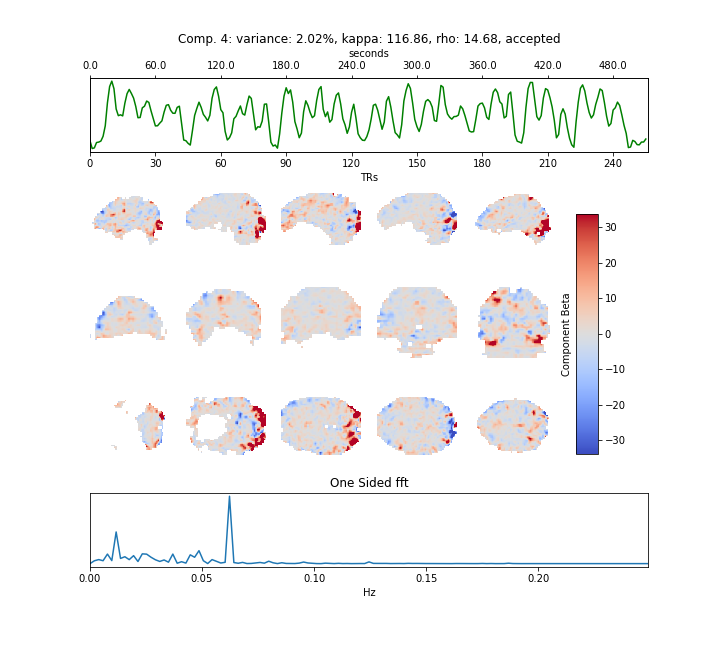 Comp. 4: variance: 2.02%, kappa: 116.86, rho: 14.68, accepted
seconds
0.0 60.0 120.0 180.0 240.0 300.0 360.0 420.0 480.0
0 30 60 90 120 150 180 210 240
TRs
30
20
10
0
−10
−20
−30
Component Beta
One Sided fft
0.00 0.05 0.10 0.15 0.20
Hz